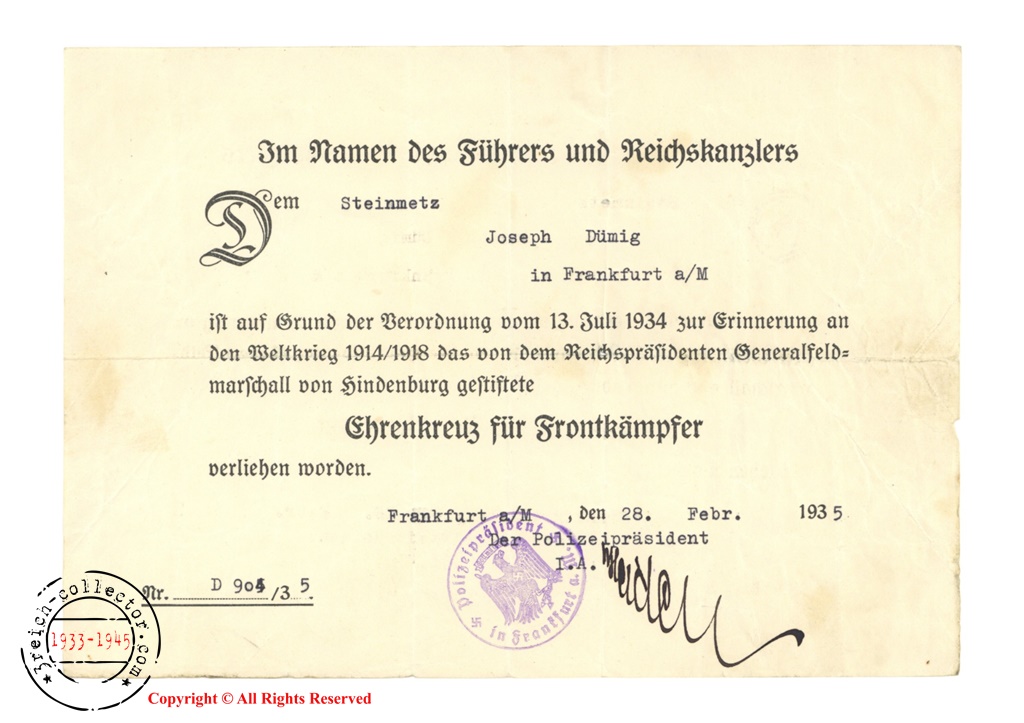 Im Namen des Führers und Reichskanzlers
Dem Steinmetz
Joseph Dümig
in Frankfurt a/M
ist auf Grund der Verordnung vom 13. Juli 1934 zur Erinnerung an
den Weltkrieg 1914/1918 das von dem Reichspräsidenten Generalfeld=
marschall von Hindenburg gestiftete
Ehrenkreuz für Frontkämpfer
verliehen worden.
Frankfurt a/M , den 28. Febr. 1935
Der Polizeipräsident
I.A.
Polizeipräsident
in Frankfurt a. M.
Nr. D 904/35
3reich-collector.com
1933-1945
Copyright © All Rights Reserved